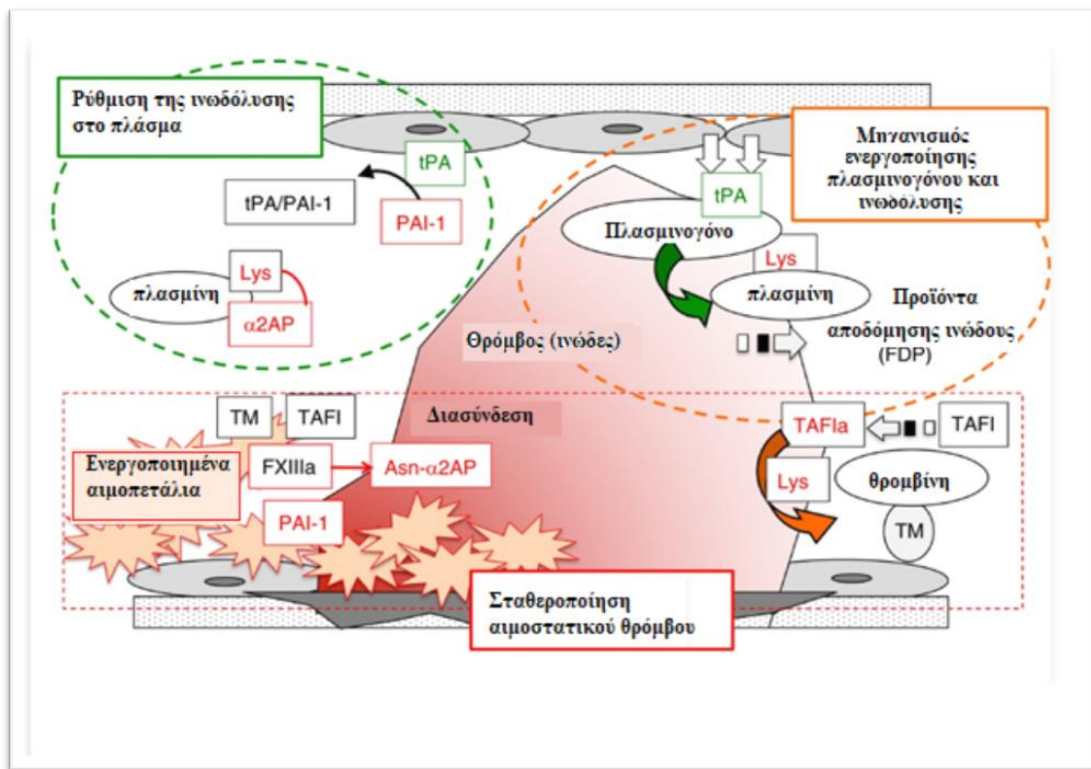 Ρύθμιση της ινοδόλυσης
στο πλάσμα
tPA
tPA/PAI-1
PAI-1
Lys
πλασμίνη
α2AP
Μηχανισμός
ενεργοποίησης
πλασμινογόνου και
ινωδόλυσης
tPA
Πλασμινογόνο
Lys
πλασμίνη
Προϊόντα
αποδόμησης ινώδους
(FDP)
Θρόμβος (ινώδες)
TM
TAFI
Διασύνδεση
Ενεργοποιημένα
αιμοπετάλια
FXIIIa
Asn-α2AP
PAI-1
TAFIa
TAFI
Lys
θρομβίνη
TM
Σταθεροποίηση
αιμοστατικού θρόμβου